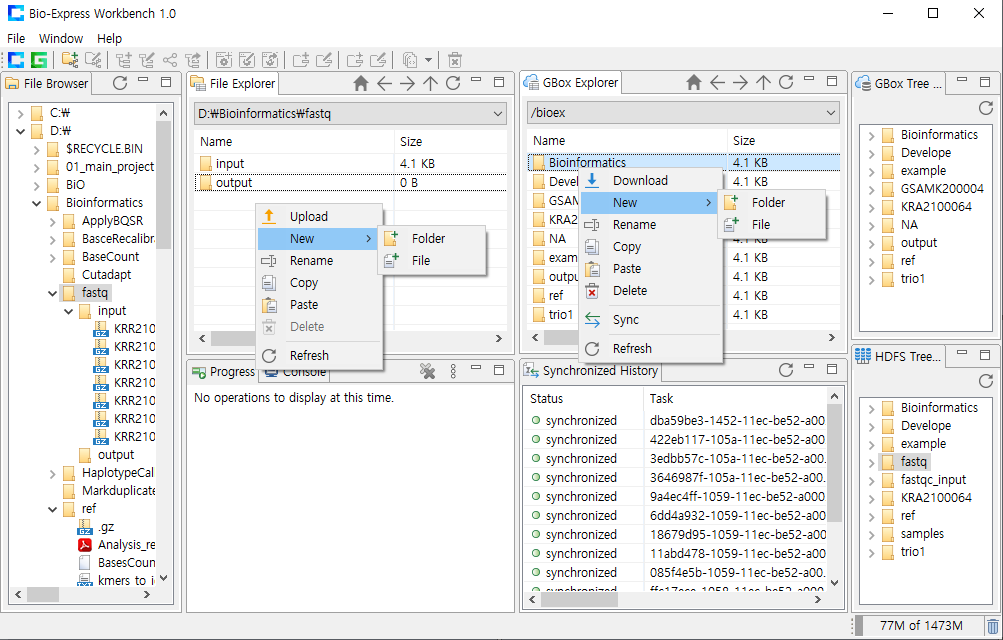 Bio-Express Workbench 1.0
File Window Help
File Browser
C:₩
D:₩
$RECYCLE.BIN
01_main_project
BiO
Bioinformatics
ApplyBQSR
BasceRecalibra
BaseCount
Cutadapt
fastq
input
KRR210
KRR210
KRR210
KRR210
KRR210
KRR210
KRR210
output
HaplotypeCal
Markduplicate
ref
.gz
Analysis_re
BasesCoun
kmers_to_i
File Explorer
D:₩Bioinformatics₩fastq
Name Size
input 4.1 KB
output 0 B
Upload
New
Rename
Copy
Paste
Delete
Refresh
Folder
File
Progress Console
No operations to display at this time.
GBox Explorer
/bioex
Name Size
Bioinformatics 4.1 KB
Devel 4.1 KB
GSAM
KRA2
NA 4.1 KB
exam 4.1 KB
outpu 4.1 KB
ref 4.1 KB
trio1 4.1 KB
Download
New
Rename
Copy
Paste
Delete
Sync
Refresh
Folder
File
Synchronized History
Status Task
synchronized dba59be3-1452-11ec-be52-a00
synchronized 422eb117-105a-11ec-be52-a00
synchronized 3edbb57c-105a-11ec-be52-a00
synchronized 3646987f-105a-11ec-be52-a00.
synchronized 9a4ec4ff-1059-11ec-be52-a00.
synchronized 6dd4a932-1059-11ec-be52-a00
synchronized 18679d95-1059-11ec-be52-a00
synchronized 11abd478-1059-11ec-be52-a00
synchronized 085f4e5b-1059-11ec-be52-a00.
synchronized
GBox Tree ...
Bioinformatics
Develope
example
GSAMK200004
KRA2100064
NA
output
ref
trio1
HDFS Tree...
Bioinformatics
Develope
example
fastq
fastqc_input
KRA2100064
ref
samples
trio1
77M of 1473M